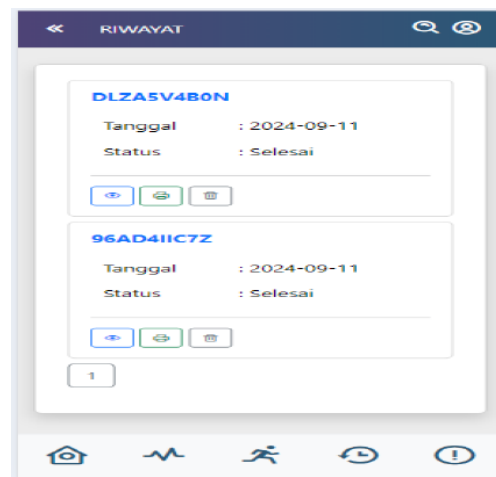 RIWAYAT
DLZA5V4B0N
Tanggal : 2024-09-11
Status : Selesai
96AD4IIC7Z
Tanggal : 2024-09-11
Status : Selesai
1